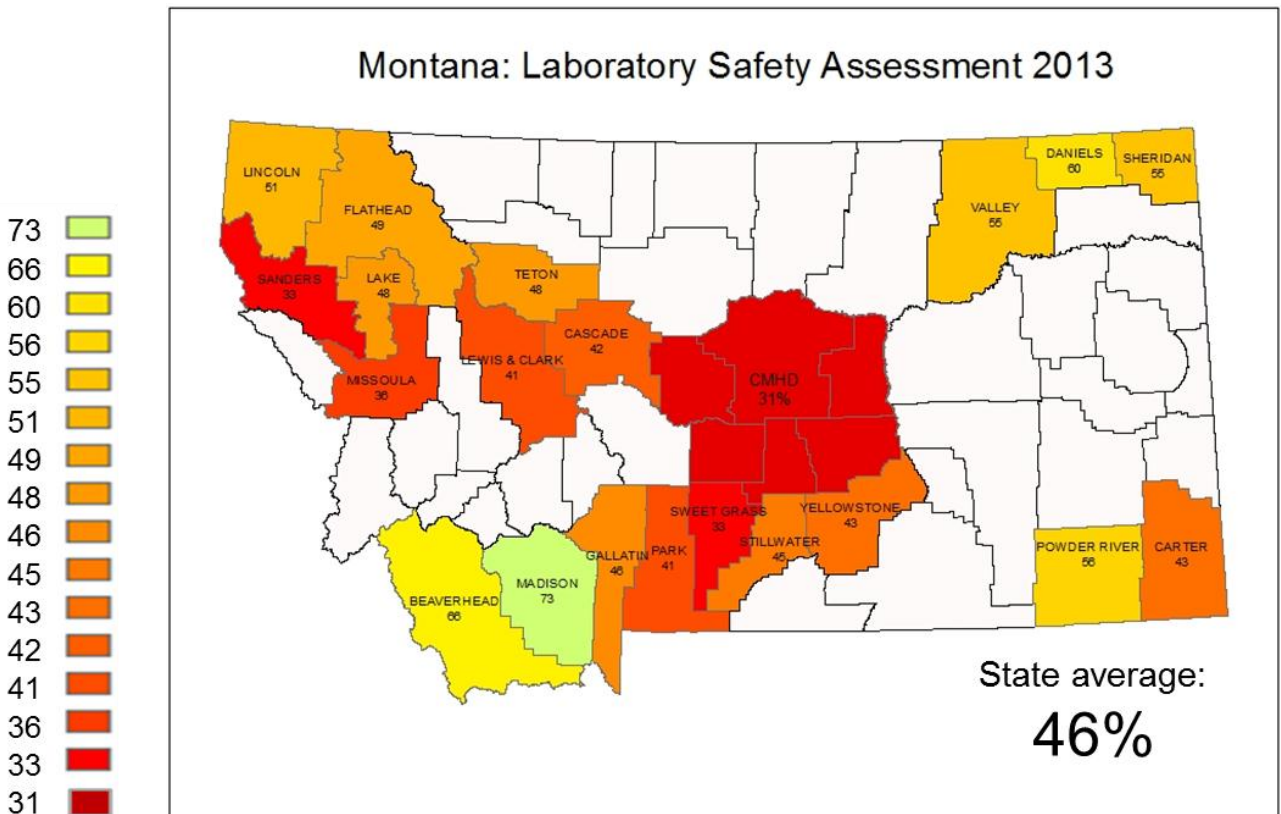 Montana: Laboratory Safety Assessment 2013
73
66
60
56
55
51
49
48
46
45
43
42
41
36
33
31
LINCOLN
51
FLATHEAD
49
SANDERS
33
LAKE
48
TETON
48
MISSOULA
36
LEWIS & CLARK
41
CASCADE
42
CMHD
31%
VALLEY
55
DANIELS
60
SHERIDAN
55
BEAVERHEAD
66
MADISON
73
GALLATIN
46
PARK
41
SWEET GRASS
33
STILLWATER
45
YELLOWSTONE
43
POWDER RIVER
56
CARTER
43
State average:
46%